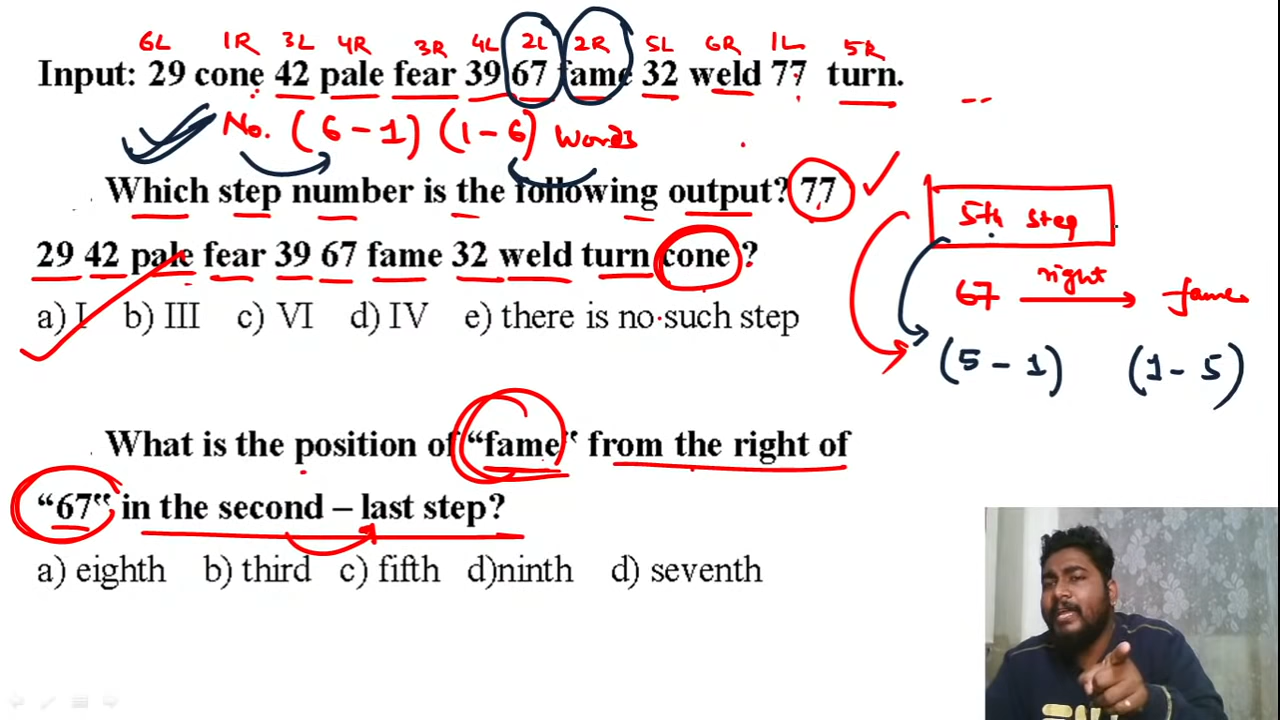 6L 1R 3L 4R 3R 4L 2L 2R 5L 6R 1L 5R
Input: 29 cone 42 pale fear 39 67 fame 32 weld 77 turn.
No. (6 - 1) (1 - 6) words
Which step number is the following output? 77
29 42 pale fear 39 67 fame 32 weld turn cone ?
a) I b) III c) VI d) IV e) there is no such step
5th step
67 right fame
(5 - 1) (1 - 5)
What is the position of "fame" from the right of
"67" in the second – last step?
a) eighth b) third c) fifth d)ninth d) seventh